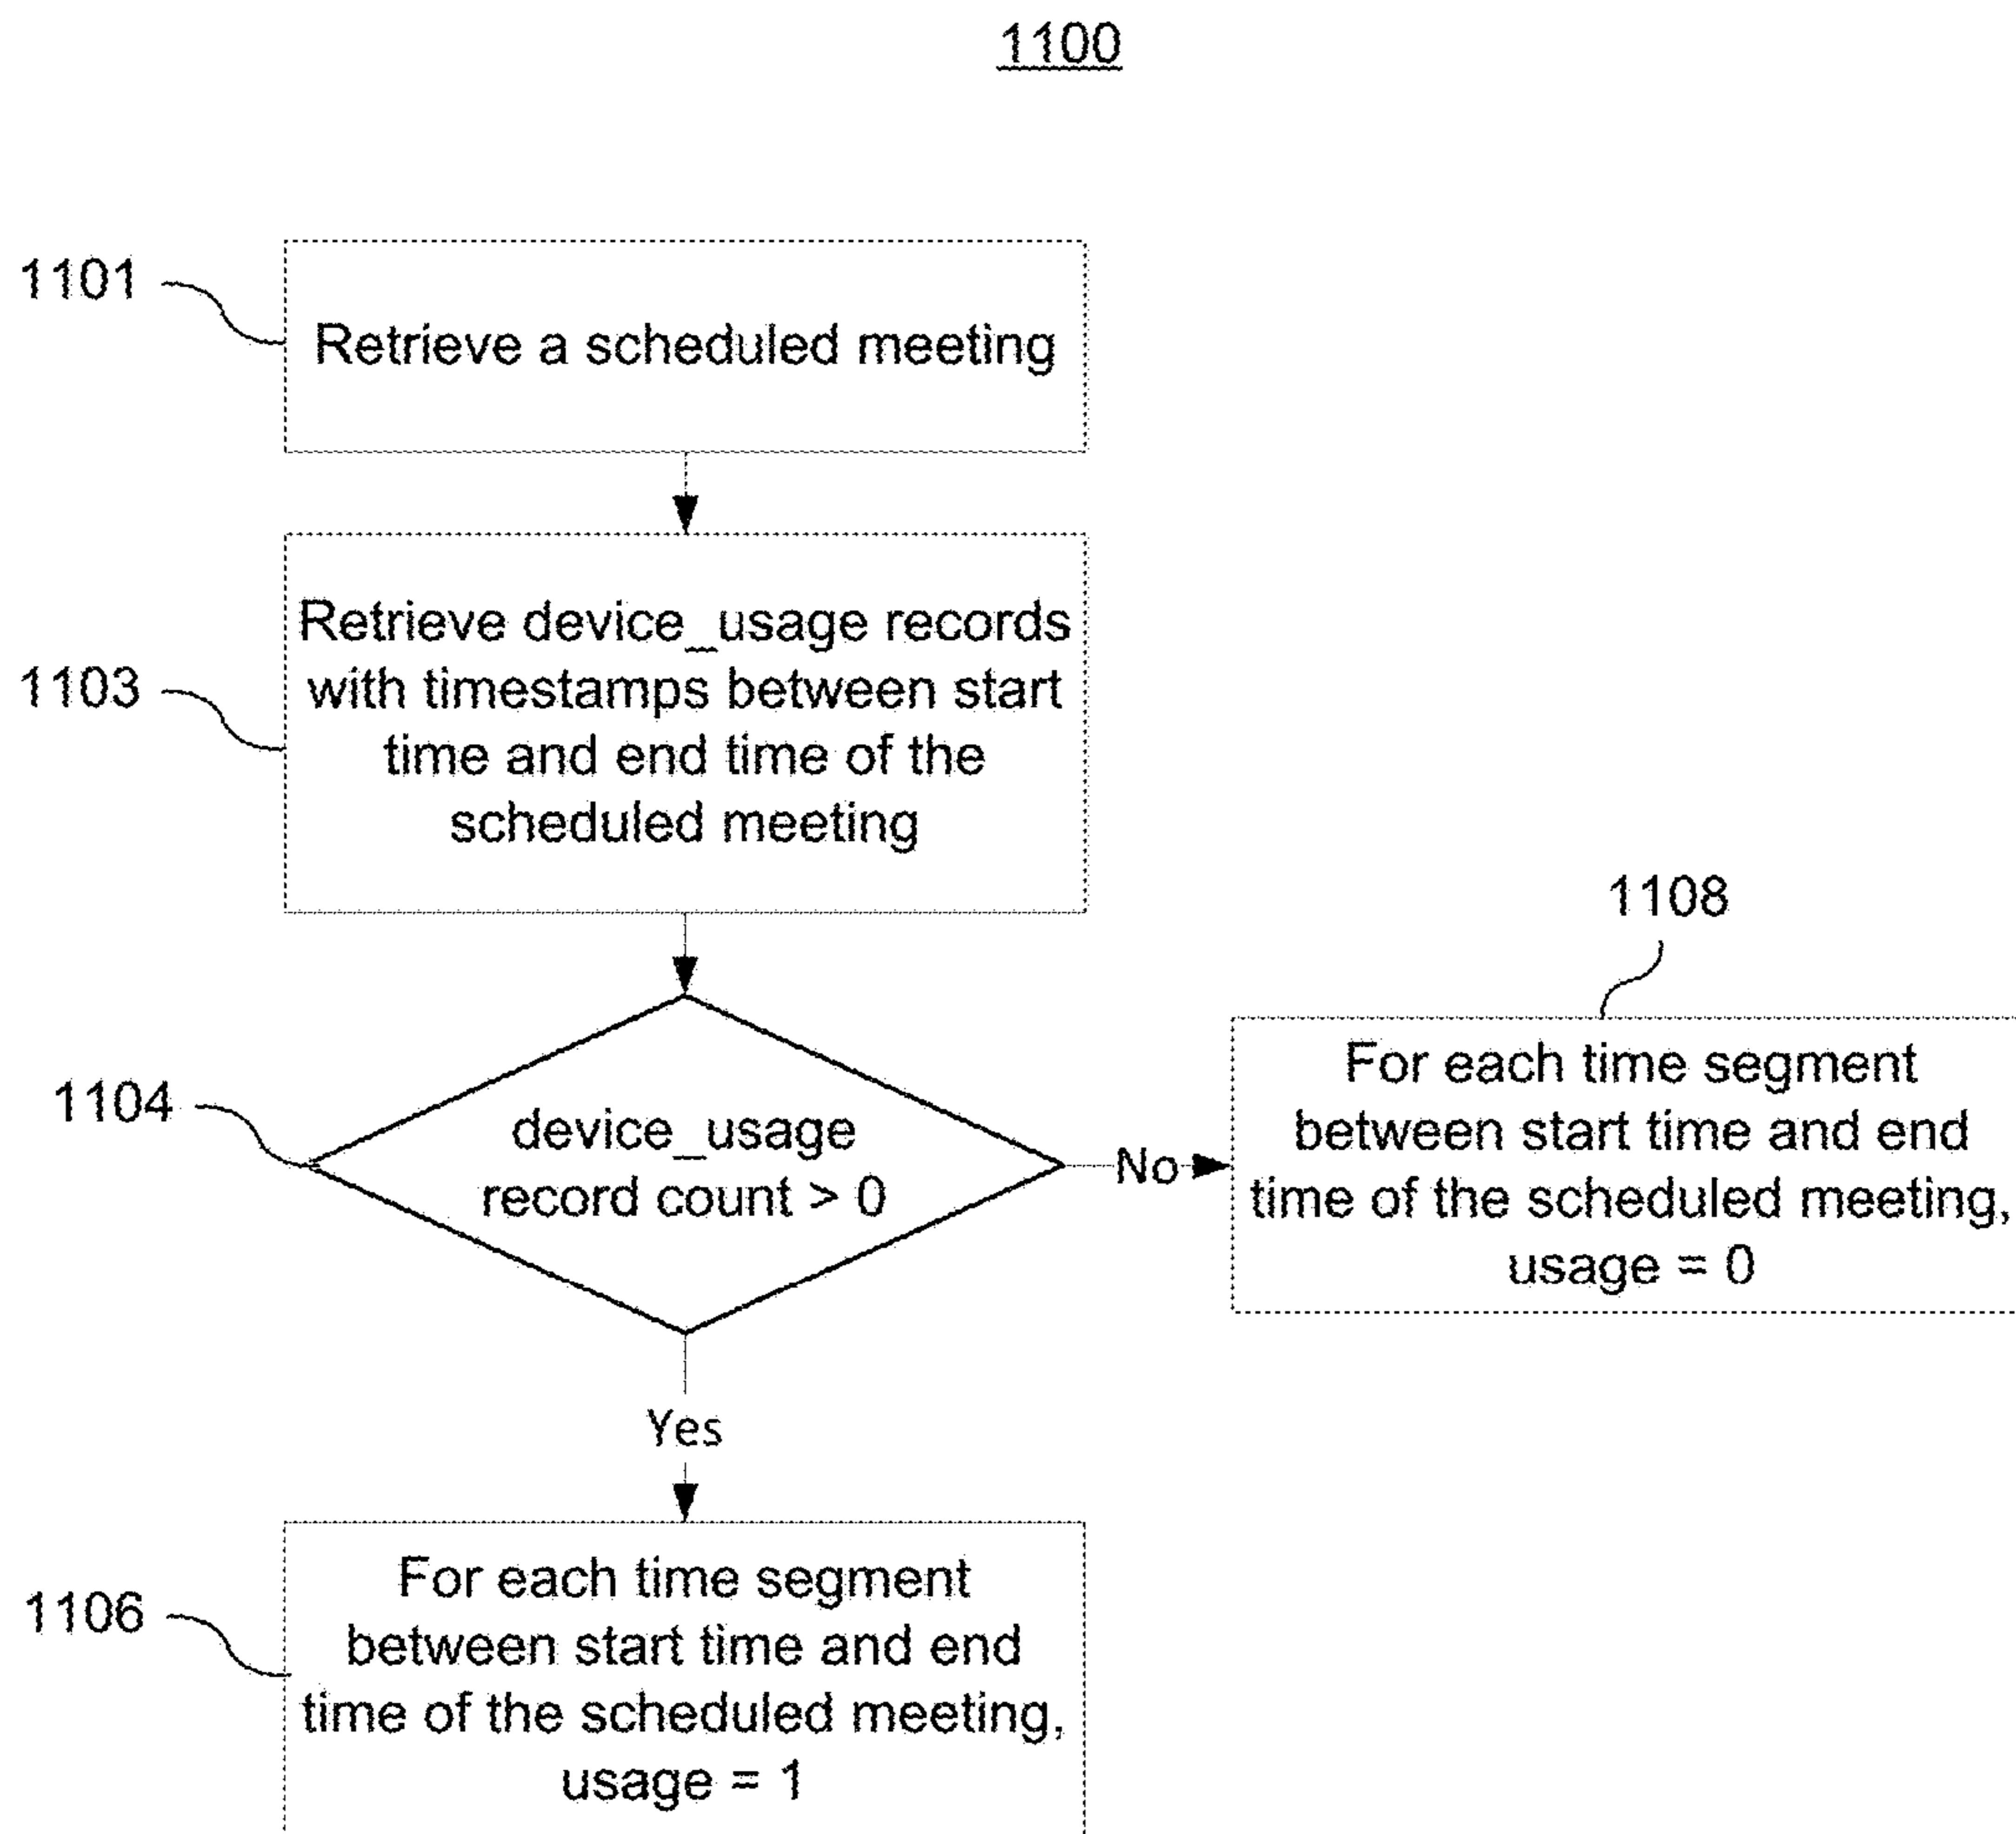 1100
1101
Retrieve a scheduled meeting
1103
Retrieve device_usage records
with timestamps between start
time and end time of the
scheduled meeting
1104
device_usage
record count > 0
No
1108
For each time segment
between start time and end
time of the scheduled meeting,
usage = 0
Yes
1106
For each time segment
between start time and end
time of the scheduled meeting,
usage = 1